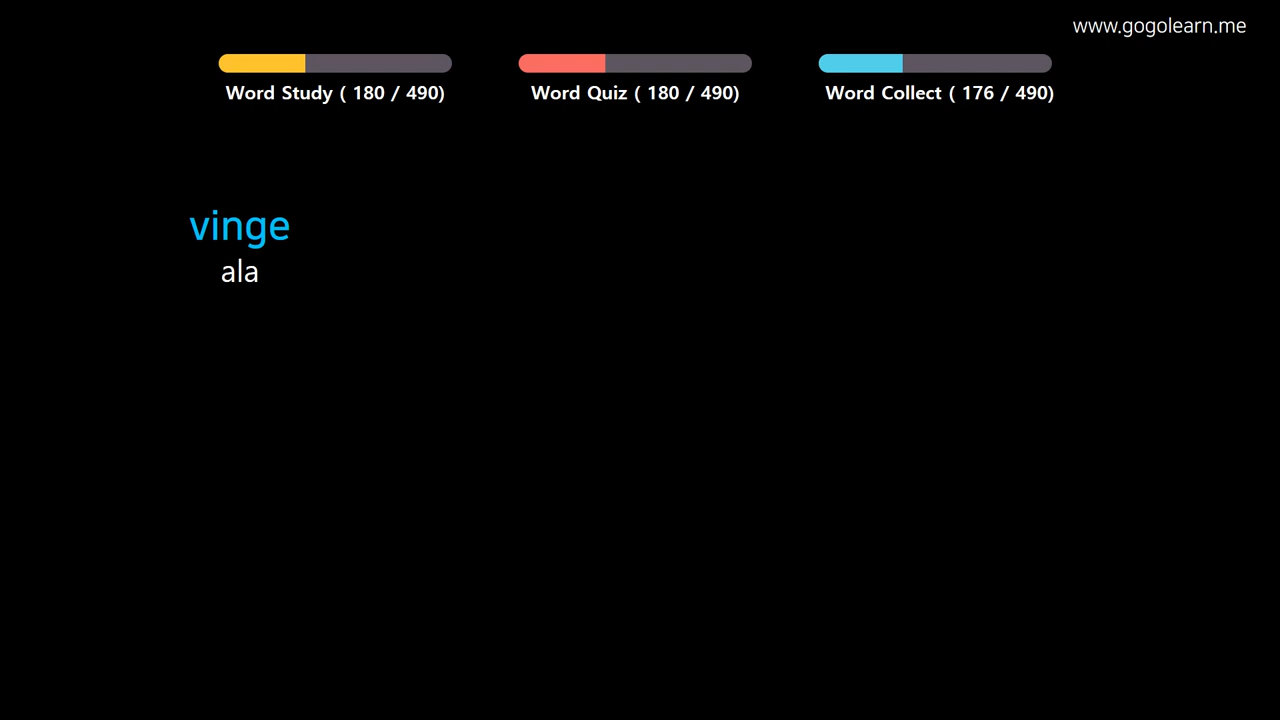 www.gogolearn.me
Word Study ( 180 / 490)
Word Quiz ( 180 / 490)
Word Collect ( 176 / 490)
vinge
ala